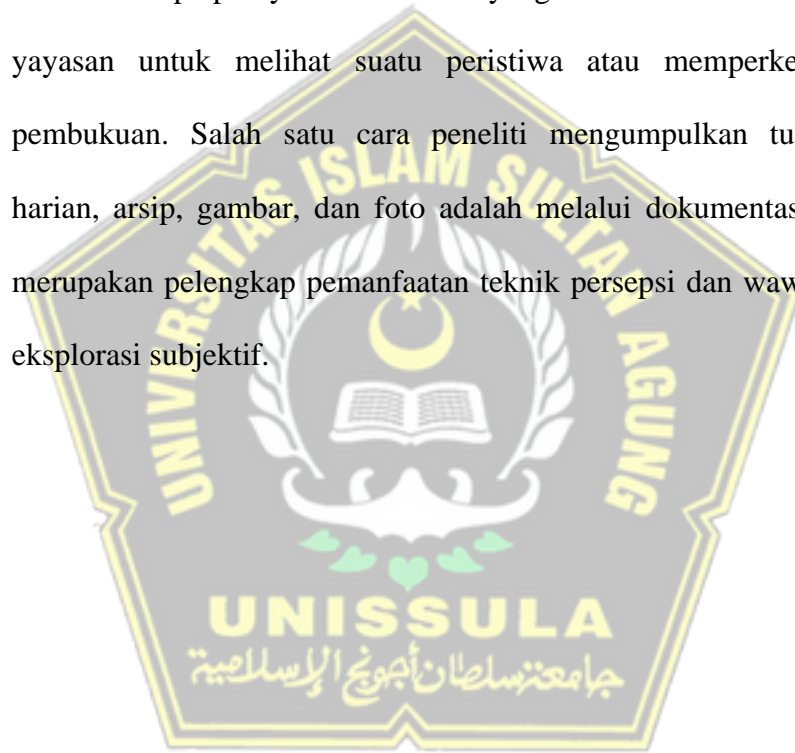 yayasan untuk melihat suatu peristiwa atau memperke
pembukuan. Salah satu cara peneliti mengumpulkan tu
harian, arsip, gambar, dan foto adalah melalui dokumentas
merupakan pelengkap pemanfaatan teknik persepsi dan waw
eksplorasi subjektif.
UNIVERSITAS ISLAM SULTAN AGUNG
UNISSULA
جامعة سلطان أجونج الإسلامية